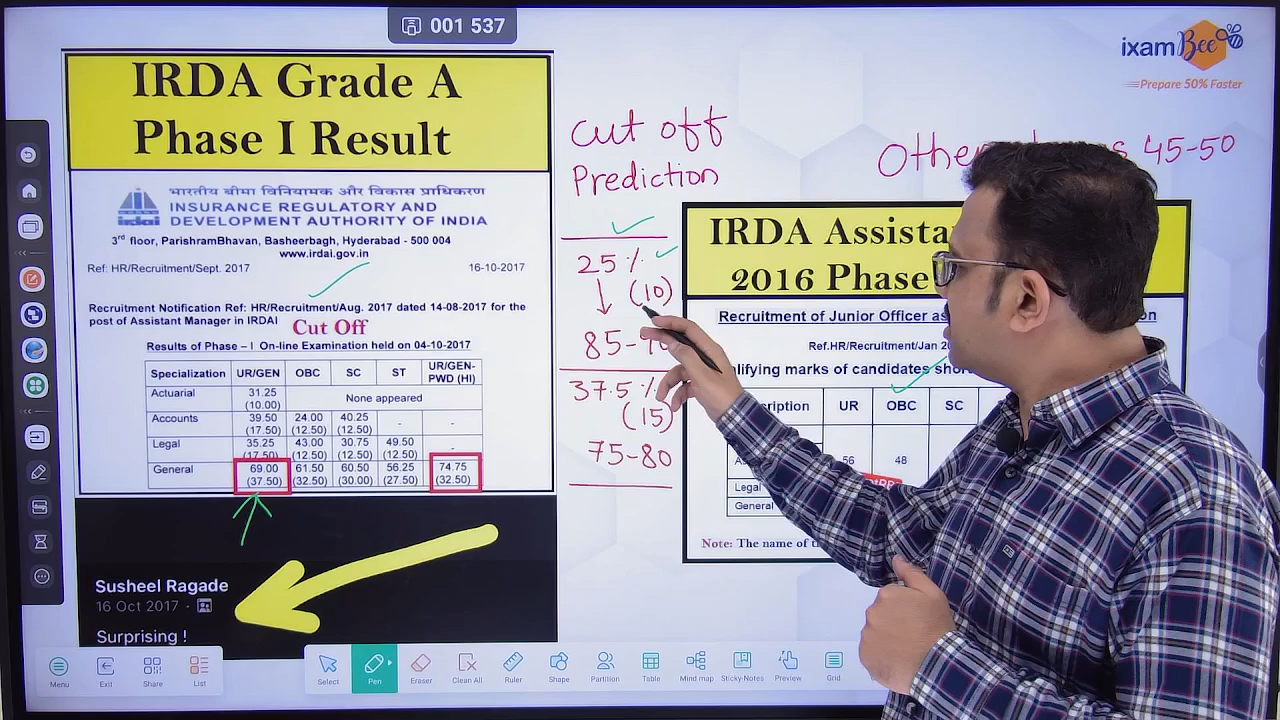 001 537
ixamBee
Prepare 50% Faster
IRDA Grade A
Phase I Result
भारतीय बीमा विनियामक और विकास प्राधिकरण
INSURANCE REGULATORY AND
DEVELOPMENT AUTHORITY OF INDIA
irdai
3rd floor, ParishramBhavan, Basheerbagh, Hyderabad - 500 004
www.irdai.gov.in
Ref: HR/Recruitment/Sept. 2017 16-10-2017
Recruitment Notification Ref: HR/Recruitment/Aug. 2017 dated 14-08-2017 for the
post of Assistant Manager in IRDAI Cut Off
Results of Phase – I On-line Examination held on 04-10-2017
Specialization UR/GEN OBC SC ST UR/GEN-
PWD (HI)
Actuarial 31.25 None appeared
(10.00)
Accounts 39.50 24.00 40.25 - -
(17.50) (12.50) (12.50)
Legal 35.25 43.00 30.75 49.50 -
(17.50) (12.50) (12.50) (12.50)
General 69.00 61.50 60.50 56.25 74.75
(37.50) (32.50) (30.00) (27.50) (32.50)
Susheel Ragade
16 Oct 2017
Surprising !
Cut off
Prediction
25 %
(10)
85-90
37.5 %
(15)
75-80
45-50
IRDA
2016
Recruitment of Junior Officer
Ref.HR/Recruitment/Jan
marks of candidates
UR OBC SC
56 48
Legal
General
Note: The name of
Menu Exit Share List
Select Pen Eraser Clean All Ruler Shape Partition Table Mind map Sticky-Notes Preview Grid